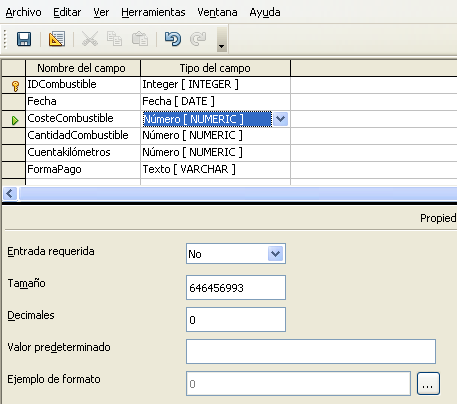 Archivo Editar Ver Herramientas Ventana Ayuda
Nombre del campo Tipo del campo
IDCombustible Integer [ INTEGER ]
Fecha Fecha [ DATE ]
CosteCombustible Número [ NUMERIC ]
CantidadCombustible Número [ NUMERIC ]
Cuentakilómetros Número [ NUMERIC ]
FormaPago Texto [ VARCHAR ]
Propied
Entrada requerida No
Tamaño 646456993
Decimales 0
Valor predeterminado
Ejemplo de formato 0 ...